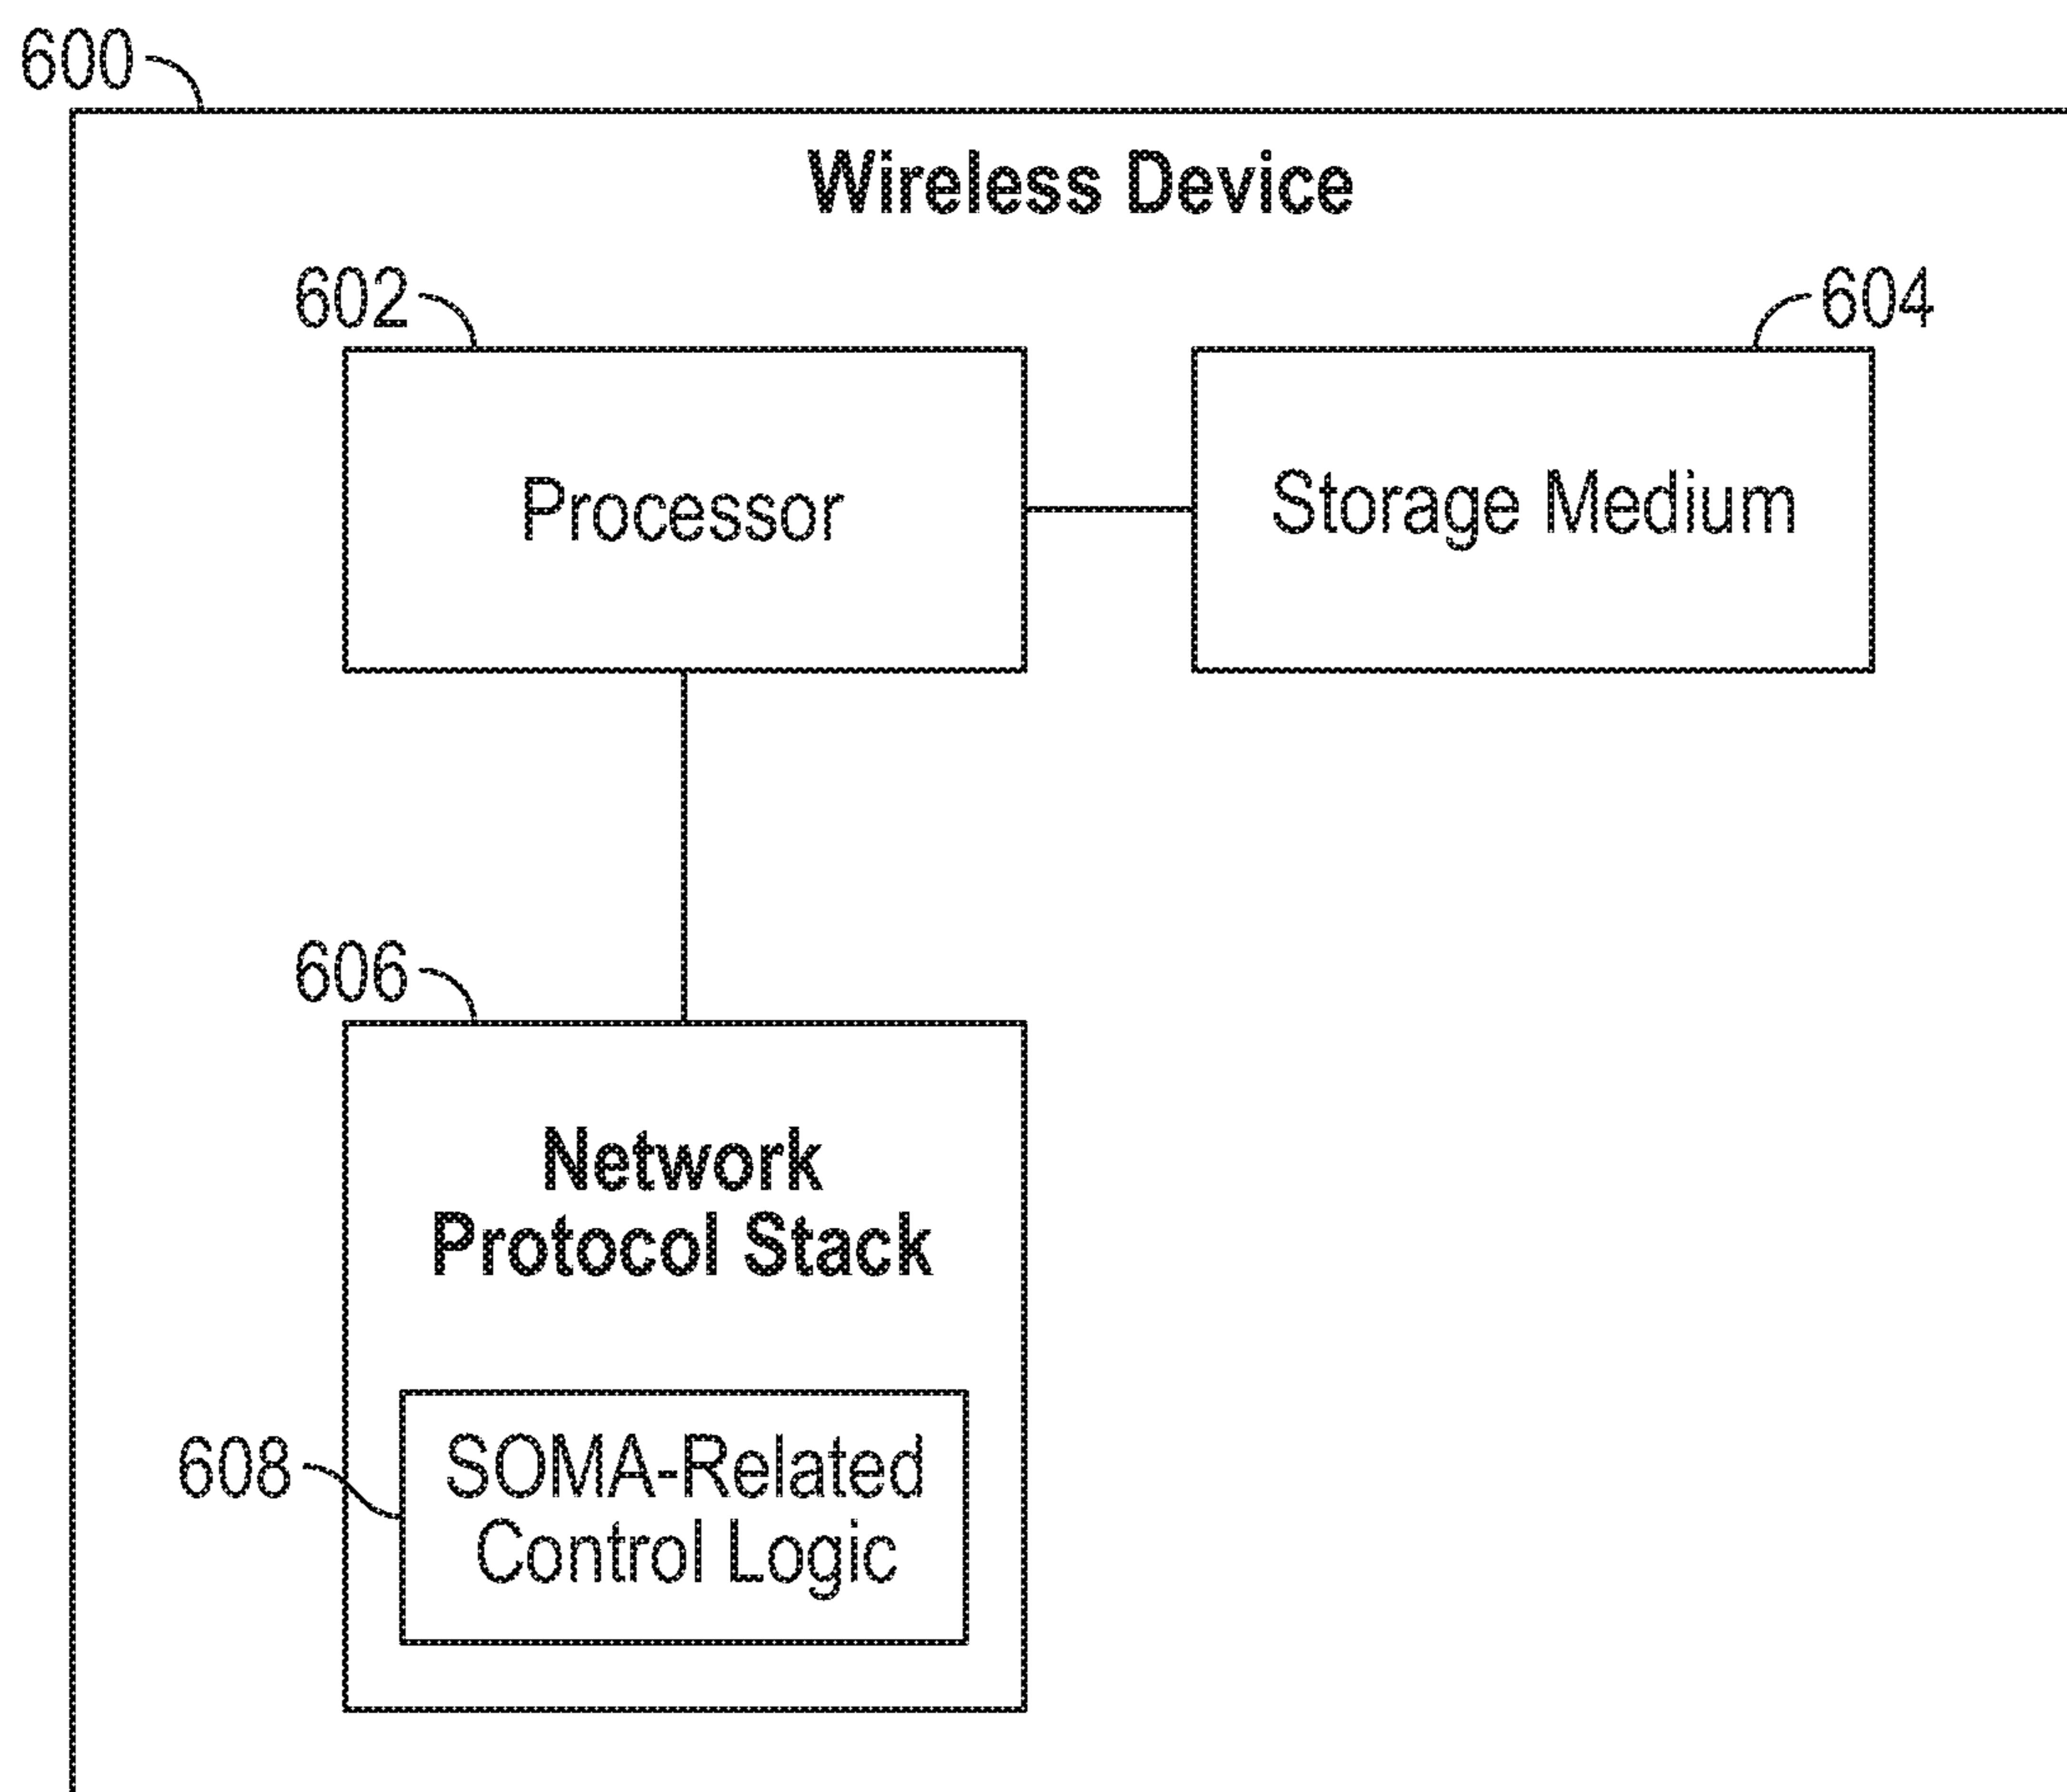 600
Wireless Device
602
604
Processor
Storage Medium
606
Network
Protocol Stack
608
SOMA-Related
Control Logic